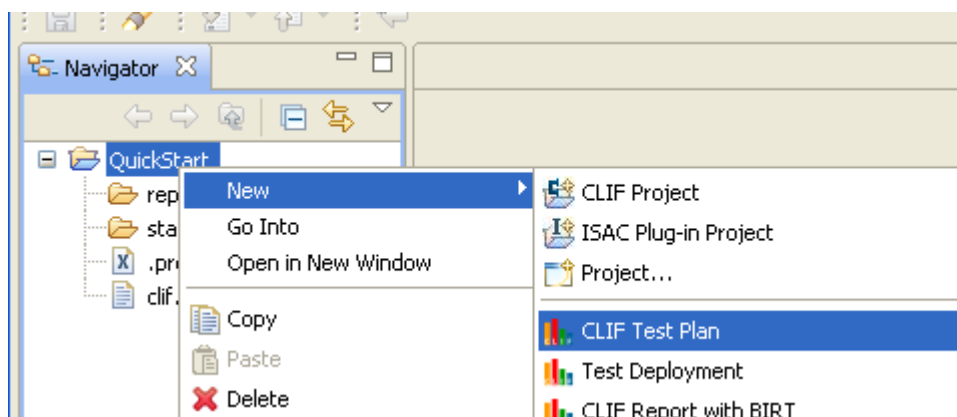 Navigator
QuickStart
rep
sta
.pro
clif.
New
Go Into
Open in New Window
Copy
Paste
Delete
CLIF Project
ISAC Plug-in Project
Project...
CLIF Test Plan
Test Deployment
CLIF Report with BIRT